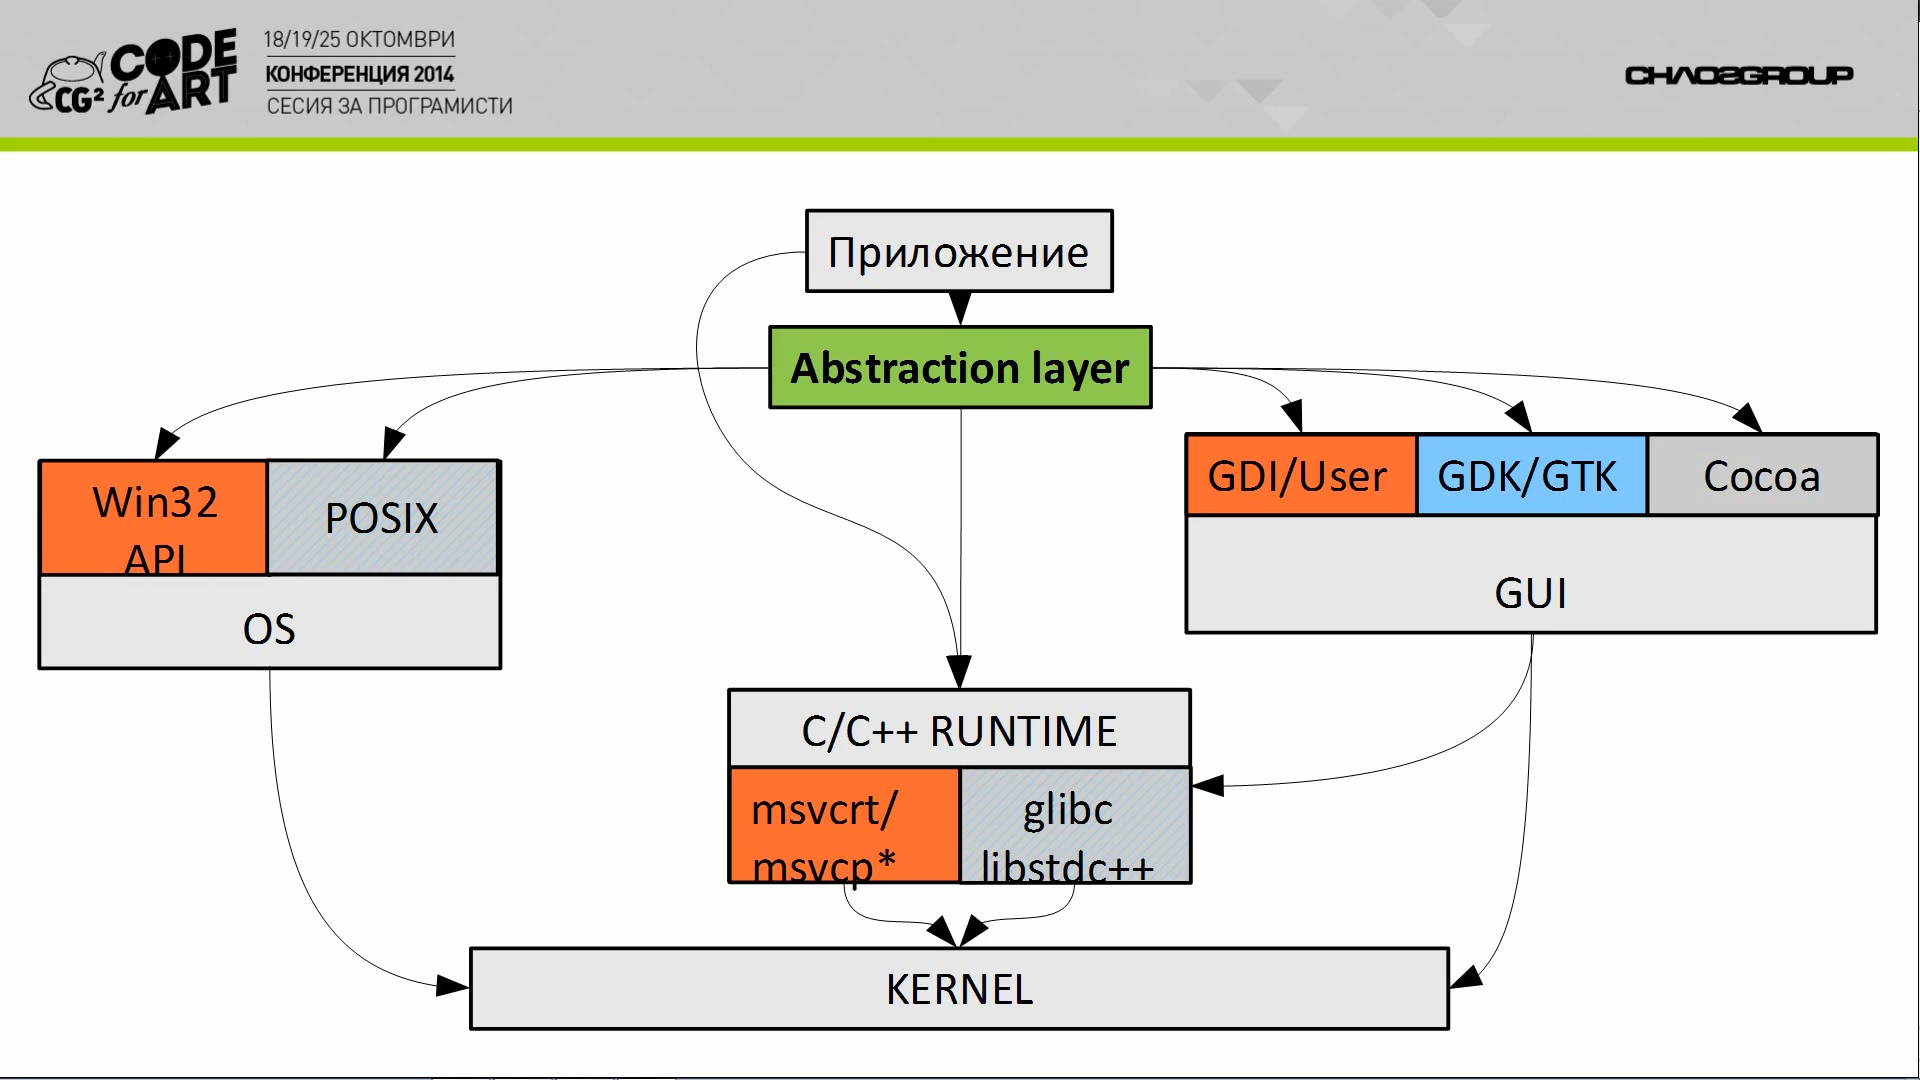 CODE
for ART
CG²
18/19/25 ОКТОМВРИ
КОНФЕРЕНЦИЯ 2014
СЕСИЯ ЗА ПРОГРАМИСТИ
CHAOSGROUP
Приложение
Abstraction layer
Win32
API
POSIX
OS
GDI/User
GDK/GTK
Cocoa
GUI
C/C++ RUNTIME
msvcrt/
msvcp*
glibc
libstdc++
KERNEL